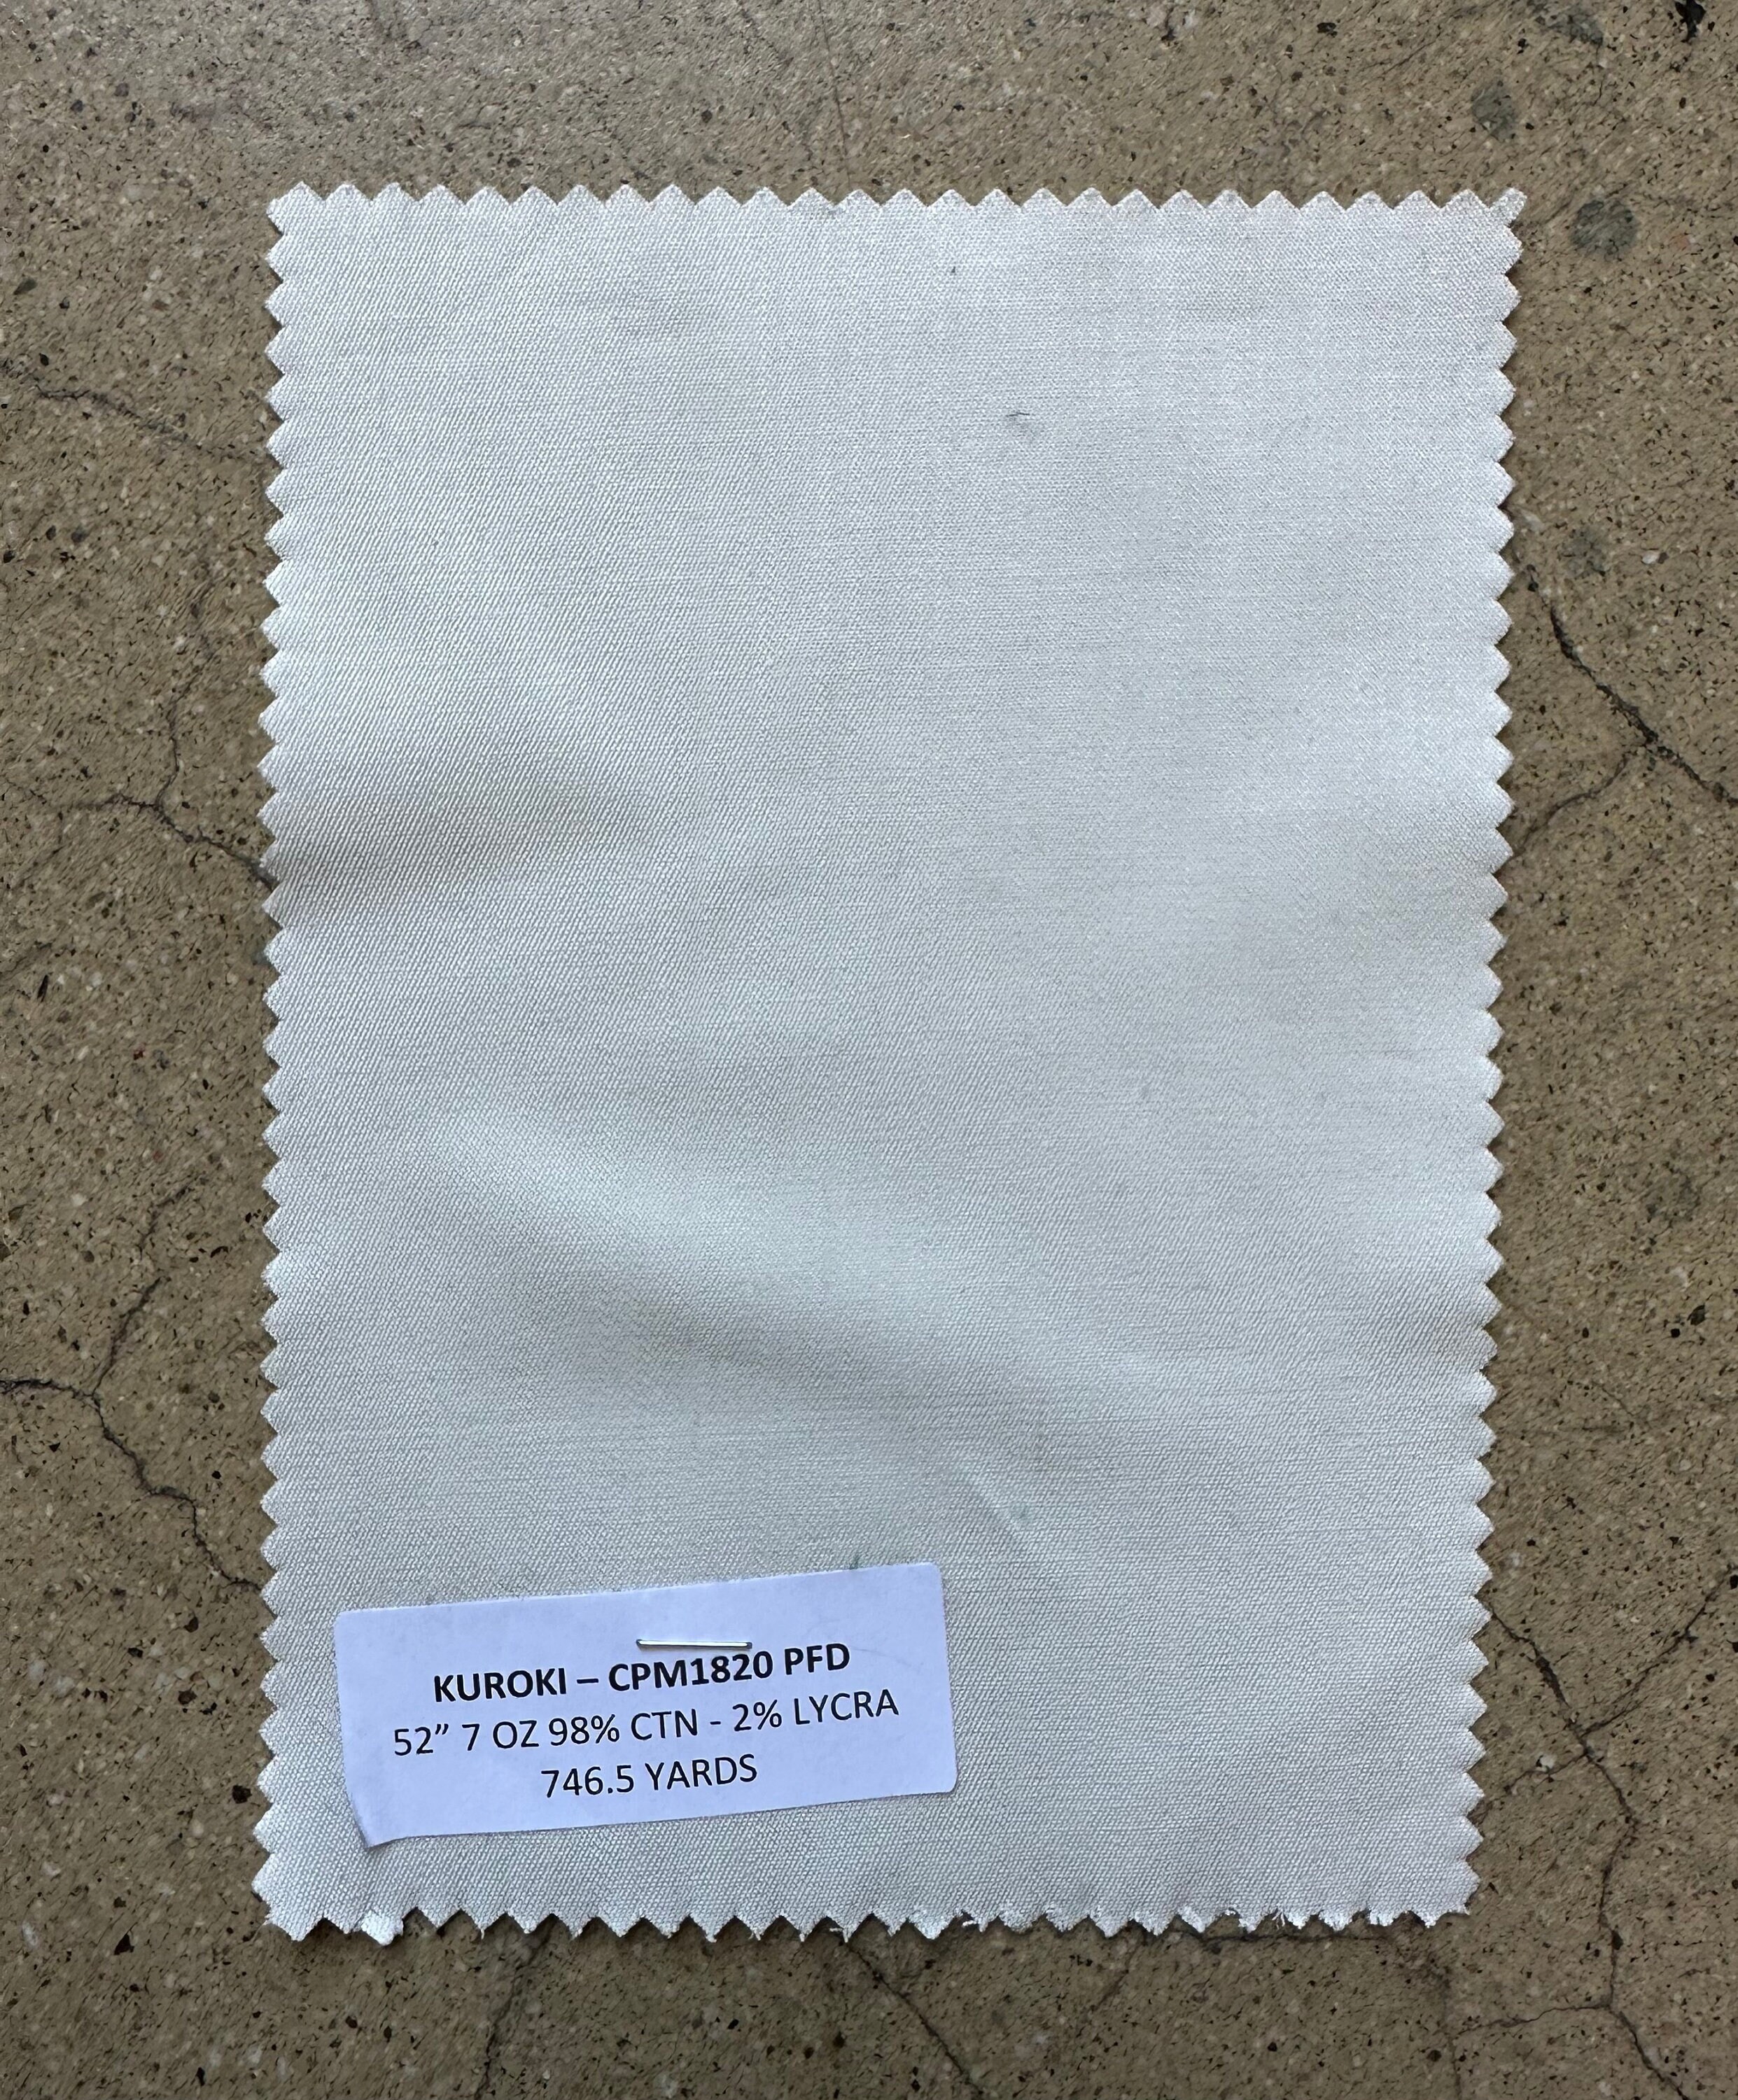 KUROKI – CPM1820 PFD
52” 7 OZ 98% CTN - 2% LYCRA
746.5 YARDS